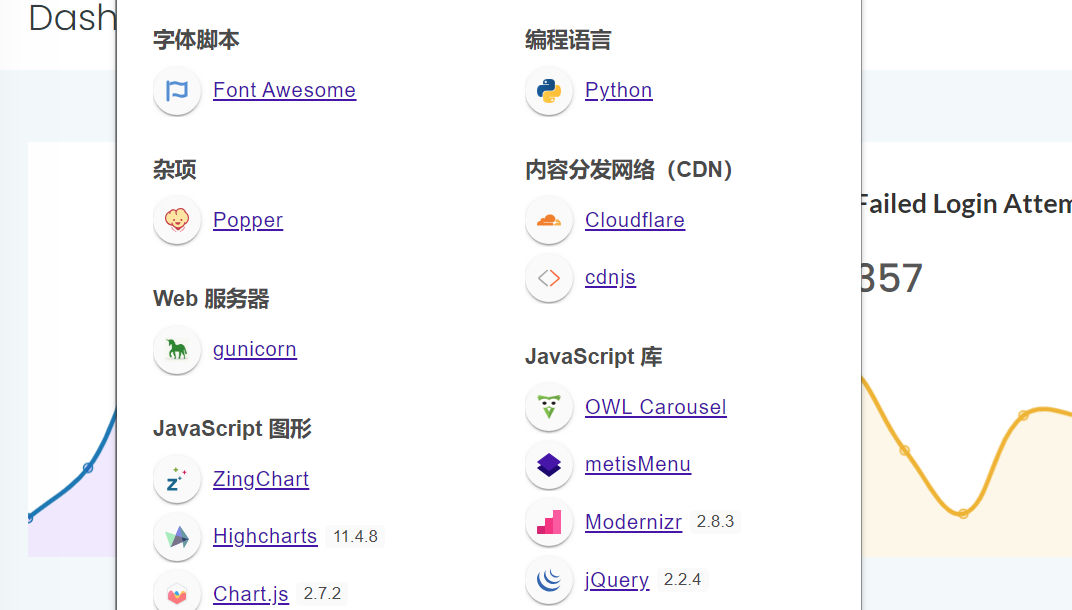 Dash
字体脚本
Font Awesome
杂项
Popper
Web 服务器
gunicorn
JavaScript 图形
ZingChart
Highcharts 11.4.8
Chart.js 2.7.2
编程语言
Python
内容分发网络（CDN）
Cloudflare
cdnjs
JavaScript 库
OWL Carousel
metisMenu
Modernizr 2.8.3
jQuery 2.2.4
Failed Login Attem
357